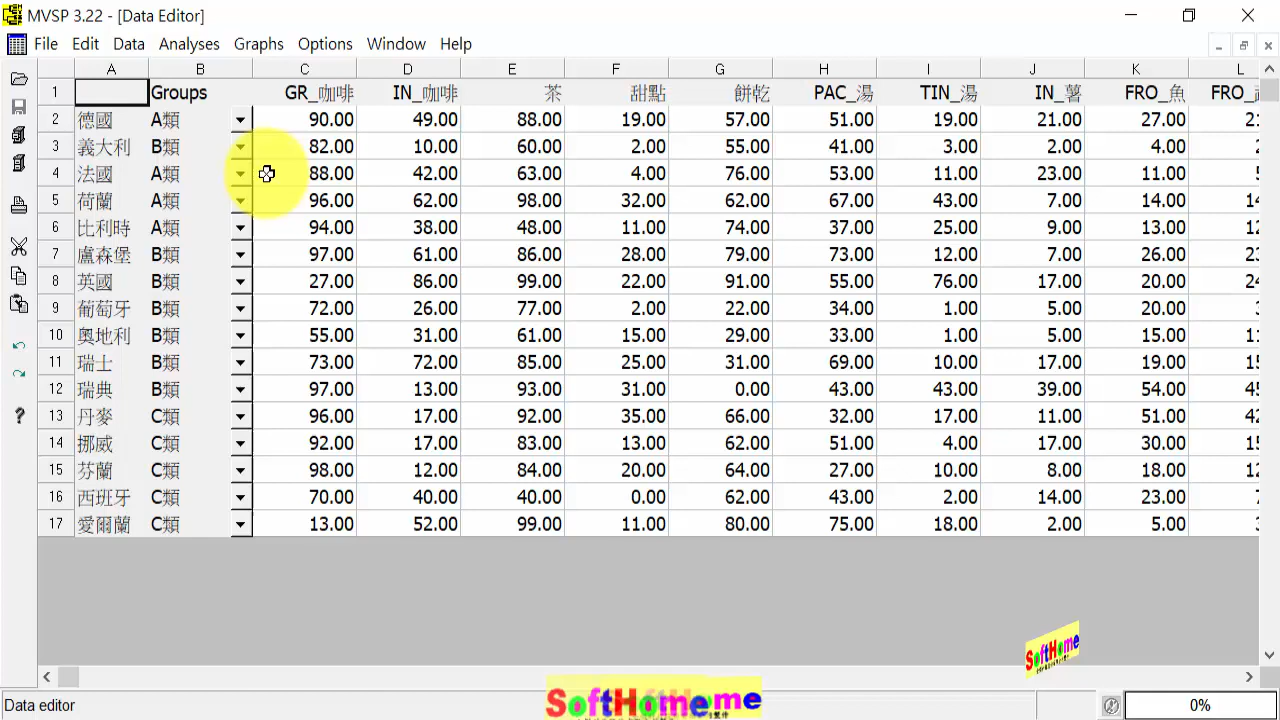 MVSP 3.22 - [Data Editor]
File Edit Data Analyses Graphs Options Window Help
A B C D E F G H I J K L
1 Groups GR_咖啡 IN_咖啡 茶 甜點 餅乾 PAC_湯 TIN_湯 IN_薯 FRO_魚 FRO_
2 德國 A類 90.00 49.00 88.00 19.00 57.00 51.00 19.00 21.00 27.00
3 義大利 B類 82.00 10.00 60.00 2.00 55.00 41.00 3.00 2.00 4.00
4 法國 A類 88.00 42.00 63.00 4.00 76.00 53.00 11.00 23.00 11.00
5 荷蘭 A類 96.00 62.00 98.00 32.00 62.00 67.00 43.00 7.00 14.00
6 比利時 A類 94.00 38.00 48.00 11.00 74.00 37.00 25.00 9.00 13.00
7 盧森堡 B類 97.00 61.00 86.00 28.00 79.00 73.00 12.00 7.00 26.00
8 英國 B類 27.00 86.00 99.00 22.00 91.00 55.00 76.00 17.00 20.00
9 葡萄牙 B類 72.00 26.00 77.00 2.00 22.00 34.00 1.00 5.00 20.00
10 奧地利 B類 55.00 31.00 61.00 15.00 29.00 33.00 1.00 5.00 15.00
11 瑞士 B類 73.00 72.00 85.00 25.00 31.00 69.00 10.00 17.00 19.00
12 瑞典 B類 97.00 13.00 93.00 31.00 0.00 43.00 43.00 39.00 54.00
13 丹麥 C類 96.00 17.00 92.00 35.00 66.00 32.00 17.00 11.00 51.00
14 挪威 C類 92.00 17.00 83.00 13.00 62.00 51.00 4.00 17.00 30.00
15 芬蘭 C類 98.00 12.00 84.00 20.00 64.00 27.00 10.00 8.00 18.00
16 西班牙 C類 70.00 40.00 40.00 0.00 62.00 43.00 2.00 14.00 23.00
17 愛爾蘭 C類 13.00 52.00 99.00 11.00 80.00 75.00 18.00 2.00 5.00
SoftHome
SoftHome
Data editor 0%